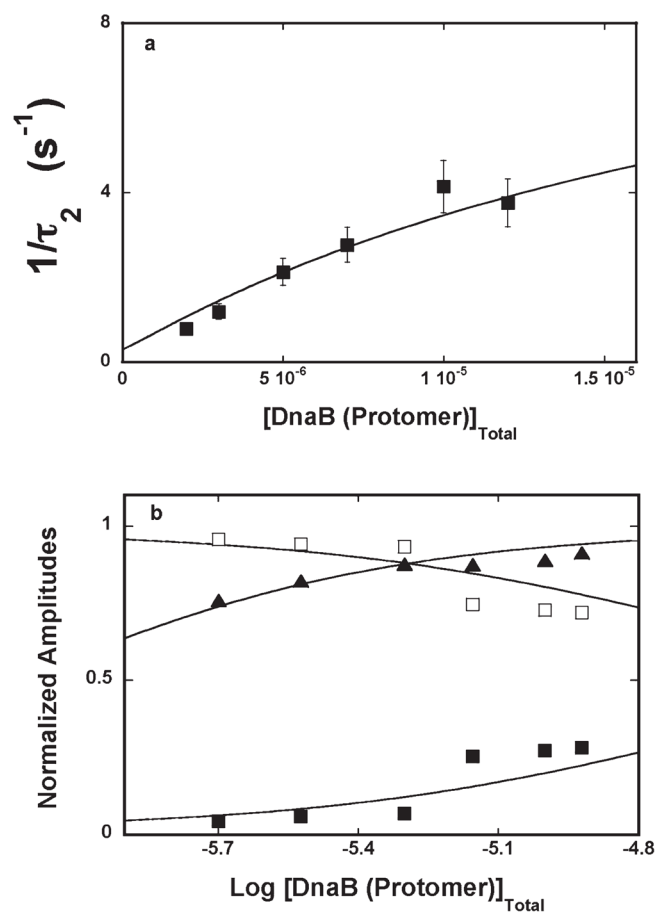 a
8
4
0
1/τ2 (s-1)
0
5 10-6
1 10-5
1.5 10-5
[DnaB (Protomer)]Total
b
1
0.5
0
Normalized Amplitudes
-5.7
-5.4
-5.1
-4.8
Log [DnaB (Protomer)]Total